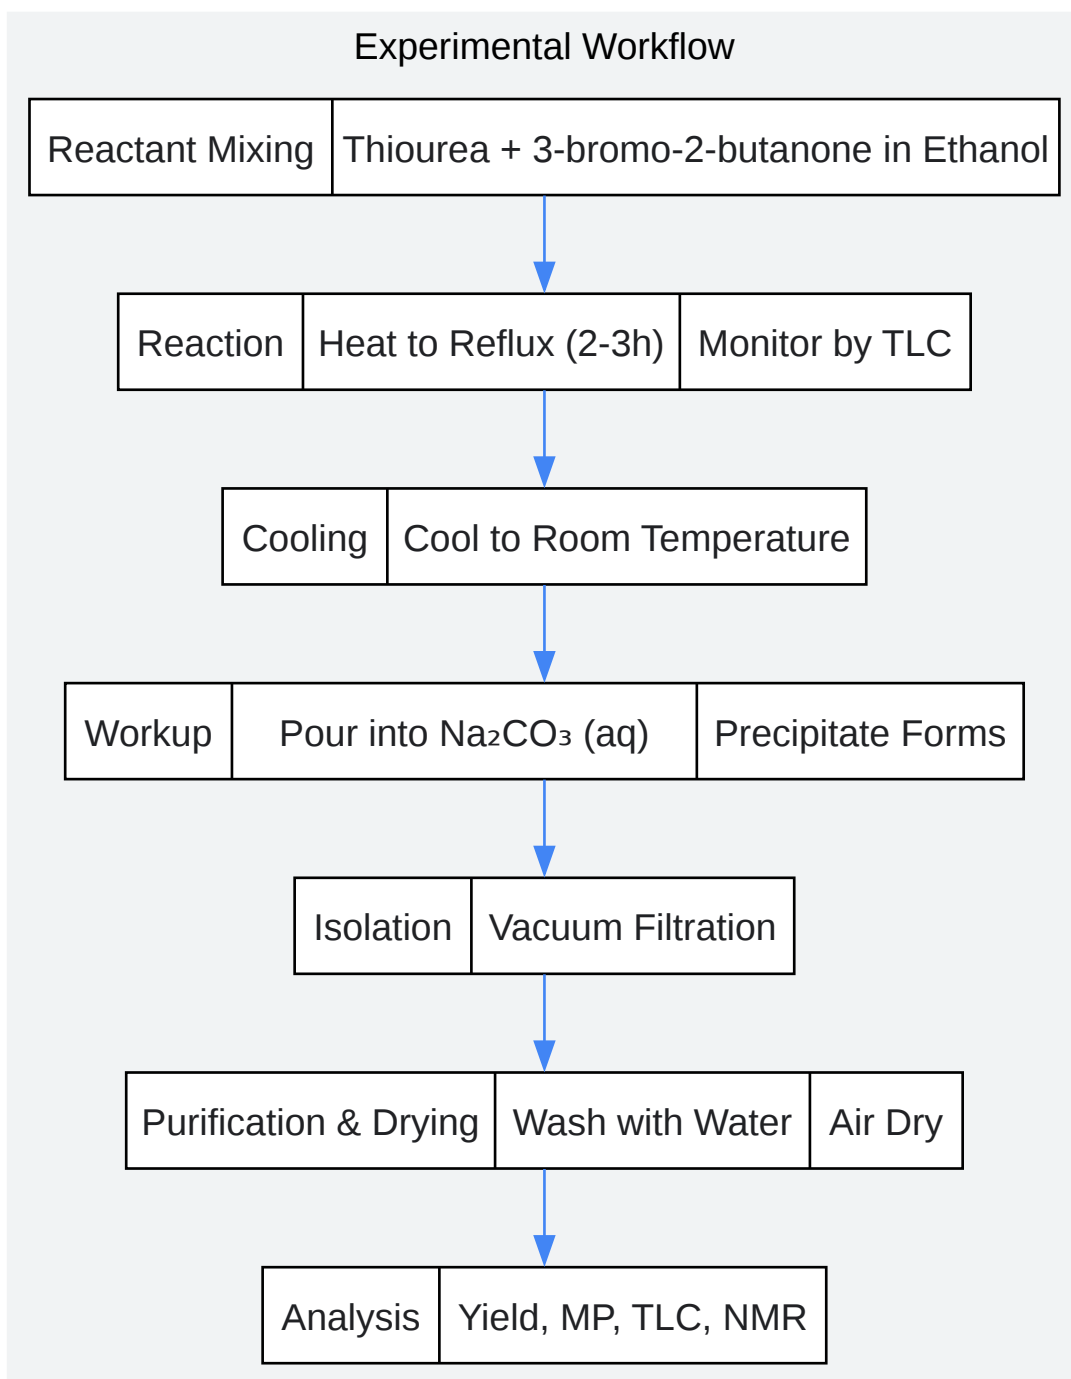 Experimental Workflow
Reactant Mixing Thiourea + 3-bromo-2-butanone in Ethanol
Reaction Heat to Reflux (2-3h) Monitor by TLC
Cooling Cool to Room Temperature
Workup Pour into Na₂CO₃ (aq) Precipitate Forms
Isolation Vacuum Filtration
Purification & Drying Wash with Water Air Dry
Analysis Yield, MP, TLC, NMR